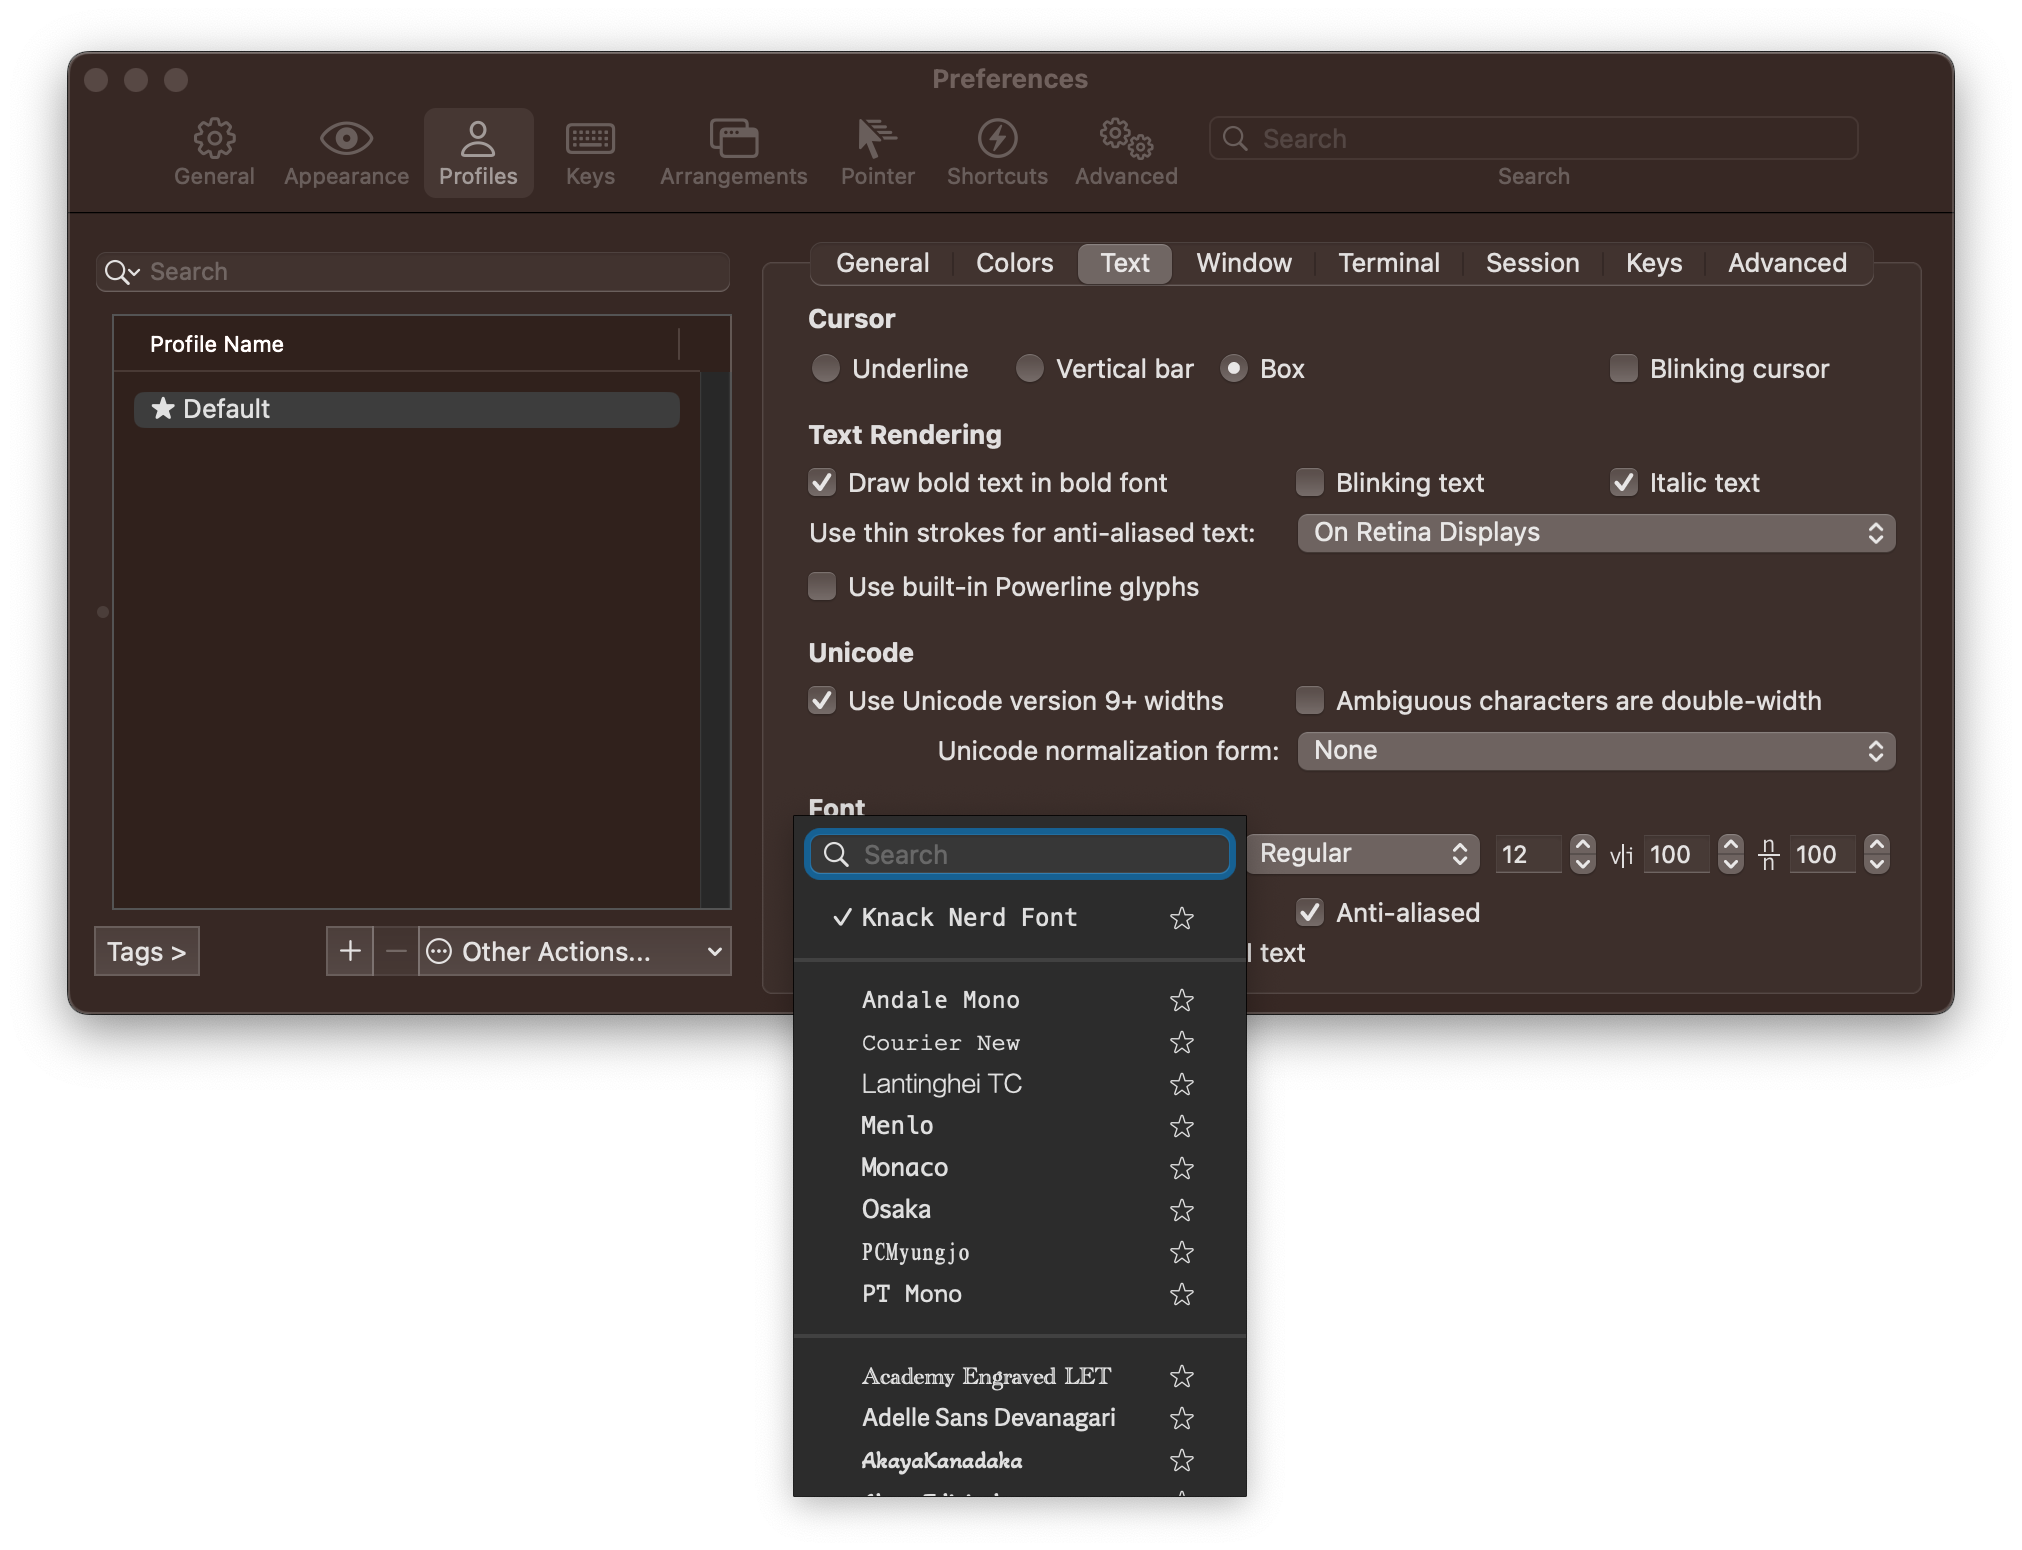 Preferences
General Appearance Profiles Keys Arrangements Pointer Shortcuts Advanced Search
Search
Search
General Colors Text Window Terminal Session Keys Advanced
Profile Name
★ Default
Tags >
+ − Other Actions...
Cursor
Underline Vertical bar Box Blinking cursor
Text Rendering
Draw bold text in bold font Blinking text Italic text
Use thin strokes for anti-aliased text: On Retina Displays
Use built-in Powerline glyphs
Unicode
Use Unicode version 9+ widths Ambiguous characters are double-width
Unicode normalization form: None
Font
Search Regular 12 v|i 100 n/n 100
✓ Knack Nerd Font
Anti-aliased
text
Andale Mono
Courier New
Lantinghei TC
Menlo
Monaco
Osaka
PCMyungjo
PT Mono
Academy Engraved LET
Adelle Sans Devanagari
AkayaKanadaka